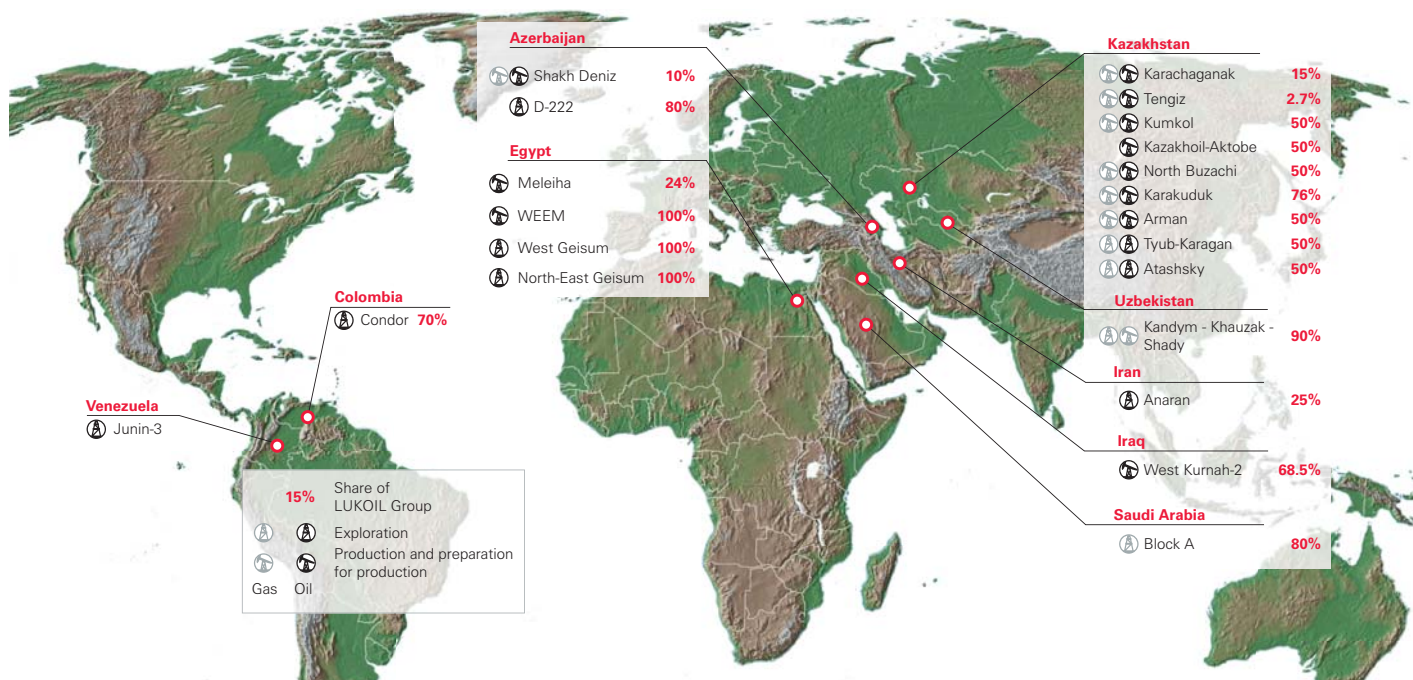 Azerbaijan
Shakh Deniz 10%
D-222 80%
Egypt
Meleiha 24%
WEEM 100%
West Geisum 100%
North-East Geisum 100%
Colombia
Condor 70%
Venezuela
Junin-3
15% Share of
LUKOIL Group
Exploration
Production and preparation
for production
Gas Oil
Kazakhstan
Karachaganak 15%
Tengiz 2.7%
Kumkol 50%
Kazakhoil-Aktobe 50%
North Buzachi 50%
Karakuduk 76%
Arman 50%
Tyub-Karagan 50%
Atashsky 50%
Uzbekistan
Kandym - Khauzak -
Shady 90%
Iran
Anaran 25%
Iraq
West Kurnah-2 68.5%
Saudi Arabia
Block A 80%